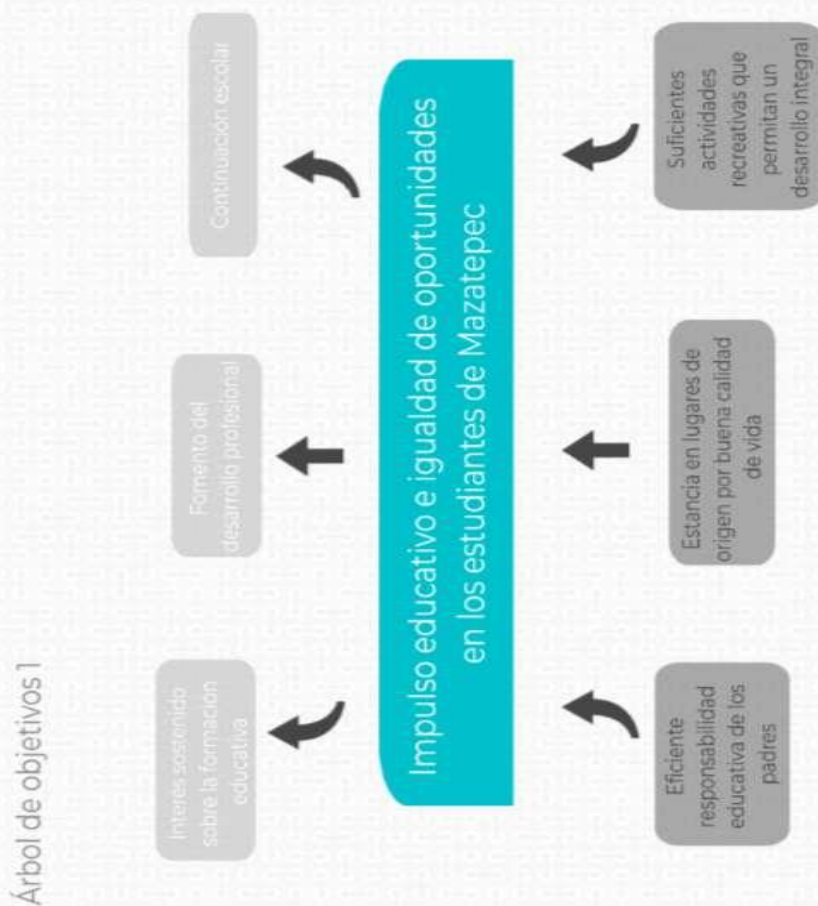 Árbol de objetivos 1
Interés sostenido
sobre la formación
educativa
Fomento del
desarrollo profesional
Continuación escolar
Impulso educativo e igualdad de oportunidades
en los estudiantes de Mazatepec
Eficiente
responsabilidad
educativa de los
padres
Estancia en lugares de
origen por buena calidad
de vida
Suficientes
actividades
recreativas que
permitan un
desarrollo integral